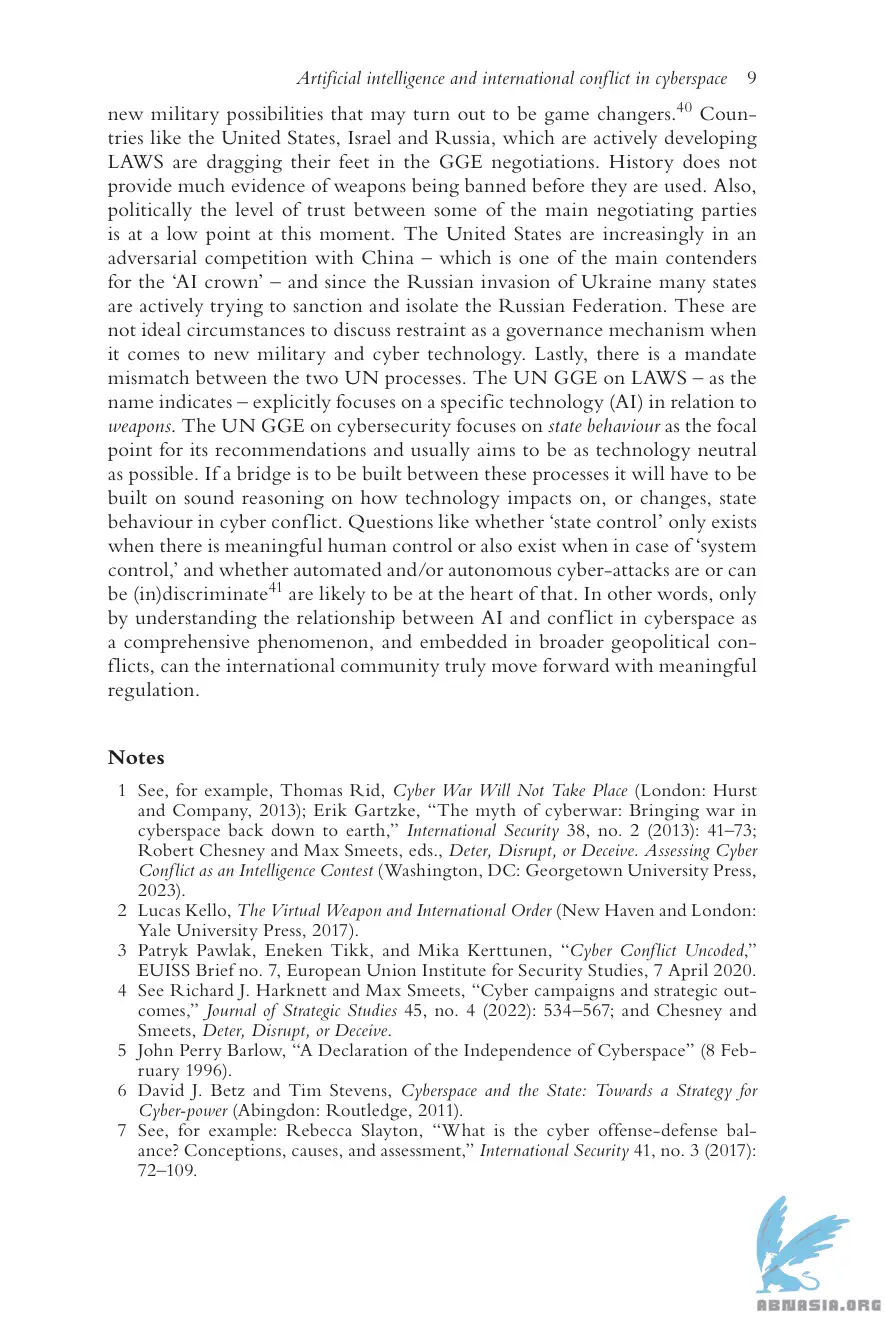 Artificial intelligence and international conflict in cyberspace 9
new military possibilities that may turn out to be game changers.40 Coun-
tries like the United States, Israel and Russia, which are actively developing
LAWS are dragging their feet in the GGE negotiations. History does not
provide much evidence of weapons being banned before they are used. Also,
politically the level of trust between some of the main negotiating parties
is at a low point at this moment. The United States are increasingly in an
adversarial competition with China – which is one of the main contenders
for the ‘AI crown’ – and since the Russian invasion of Ukraine many states
are actively trying to sanction and isolate the Russian Federation. These are
not ideal circumstances to discuss restraint as a governance mechanism when
it comes to new military and cyber technology. Lastly, there is a mandate
mismatch between the two UN processes. The UN GGE on LAWS – as the
name indicates – explicitly focuses on a specific technology (AI) in relation to
weapons. The UN GGE on cybersecurity focuses on state behaviour as the focal
point for its recommendations and usually aims to be as technology neutral
as possible. If a bridge is to be built between these processes it will have to be
built on sound reasoning on how technology impacts on, or changes, state
behaviour in cyber conflict. Questions like whether ‘state control’ only exists
when there is meaningful human control or also exist when in case of ‘system
control,’ and whether automated and/or autonomous cyber-attacks are or can
be (in)discriminate41 are likely to be at the heart of that. In other words, only
by understanding the relationship between AI and conflict in cyberspace as
a comprehensive phenomenon, and embedded in broader geopolitical con-
flicts, can the international community truly move forward with meaningful
regulation.
Notes
1 See, for example, Thomas Rid, Cyber War Will Not Take Place (London: Hurst
and Company, 2013); Erik Gartzke, “The myth of cyberwar: Bringing war in
cyberspace back down to earth,” International Security 38, no. 2 (2013): 41–73;
Robert Chesney and Max Smeets, eds., Deter, Disrupt, or Deceive. Assessing Cyber
Conflict as an Intelligence Contest (Washington, DC: Georgetown University Press,
2023).
2 Lucas Kello, The Virtual Weapon and International Order (New Haven and London:
Yale University Press, 2017).
3 Patryk Pawlak, Eneken Tikk, and Mika Kerttunen, “Cyber Conflict Uncoded,”
EUISS Brief no. 7, European Union Institute for Security Studies, 7 April 2020.
4 See Richard J. Harknett and Max Smeets, “Cyber campaigns and strategic out-
comes,” Journal of Strategic Studies 45, no. 4 (2022): 534–567; and Chesney and
Smeets, Deter, Disrupt, or Deceive.
5 John Perry Barlow, “A Declaration of the Independence of Cyberspace” (8 Feb-
ruary 1996).
6 David J. Betz and Tim Stevens, Cyberspace and the State: Towards a Strategy for
Cyber-power (Abingdon: Routledge, 2011).
7 See, for example: Rebecca Slayton, “What is the cyber offense-defense bal-
ance? Conceptions, causes, and assessment,” International Security 41, no. 3 (2017):
72–109.
ABNASIA.ORG